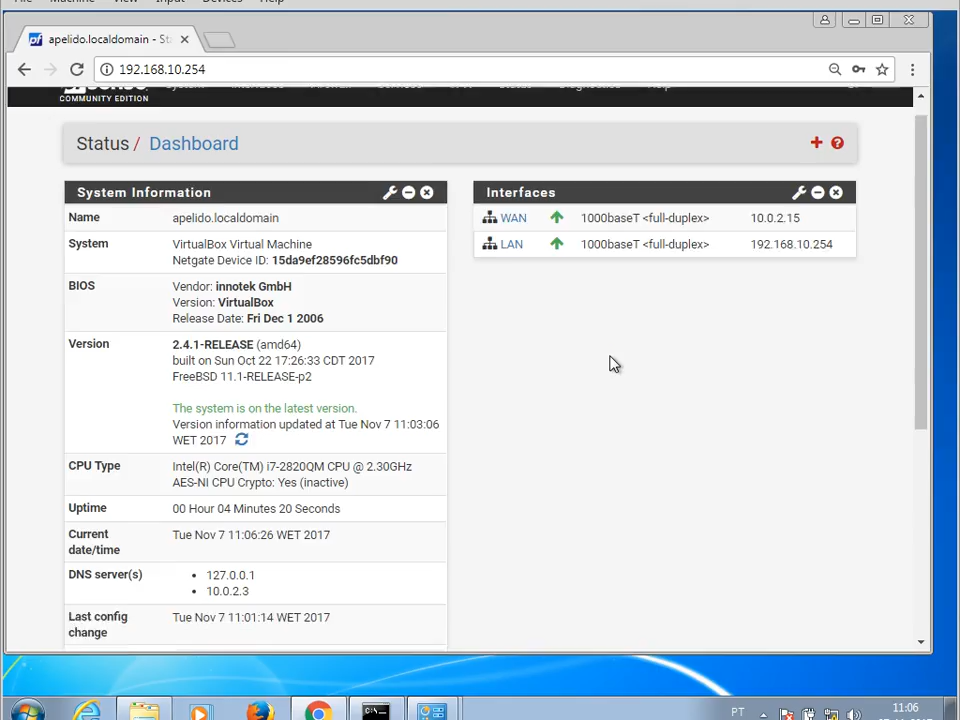 apelido.localdomain - St
192.168.10.254
COMMUNITY EDITION
Status / Dashboard
System Information
Name apelido.localdomain
System VirtualBox Virtual Machine
Netgate Device ID: 15da9ef28596fc5dbf90
BIOS Vendor: innotek GmbH
Version: VirtualBox
Release Date: Fri Dec 1 2006
Version 2.4.1-RELEASE (amd64)
built on Sun Oct 22 17:26:33 CDT 2017
FreeBSD 11.1-RELEASE-p2
The system is on the latest version.
Version information updated at Tue Nov 7 11:03:06
WET 2017
CPU Type Intel(R) Core(TM) i7-2820QM CPU @ 2.30GHz
AES-NI CPU Crypto: Yes (inactive)
Uptime 00 Hour 04 Minutes 20 Seconds
Current
date/time Tue Nov 7 11:06:26 WET 2017
DNS server(s) • 127.0.0.1
• 10.0.2.3
Last config
change Tue Nov 7 11:01:14 WET 2017
Interfaces
WAN 1000baseT <full-duplex> 10.0.2.15
LAN 1000baseT <full-duplex> 192.168.10.254
PT 11:06